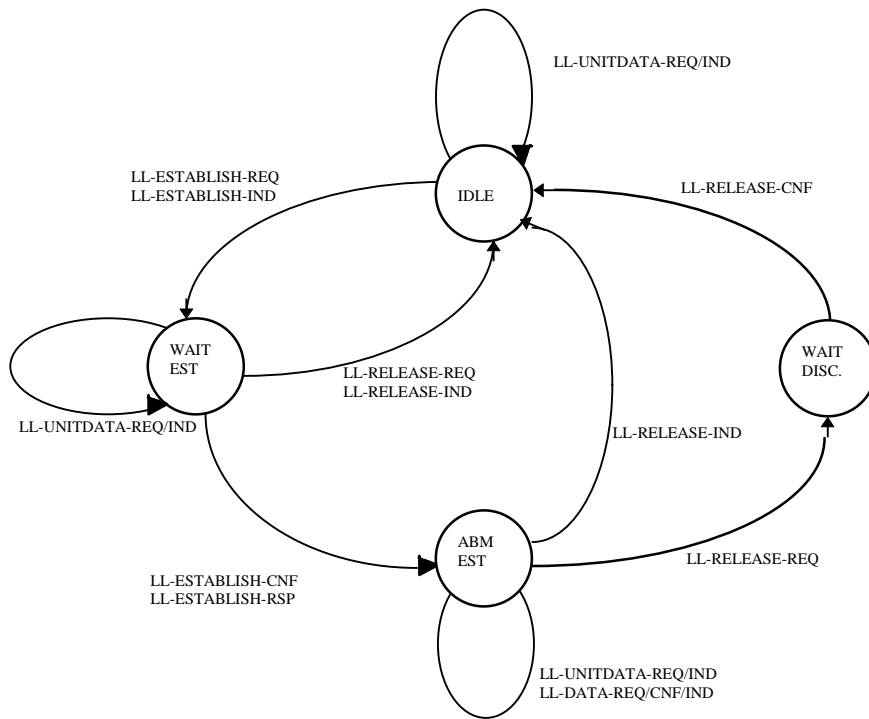 LL-UNITDATA-REQ/IND
LL-ESTABLISH-REQ
LL-ESTABLISH-IND
IDLE
LL-RELEASE-CNF
WAIT
EST
WAIT
DISC.
LL-RELEASE-REQ
LL-RELEASE-IND
LL-UNITDATA-REQ/IND
LL-RELEASE-IND
ABM
EST
LL-RELEASE-REQ
LL-ESTABLISH-CNF
LL-ESTABLISH-RSP
LL-UNITDATA-REQ/IND
LL-DATA-REQ/CNF/IND